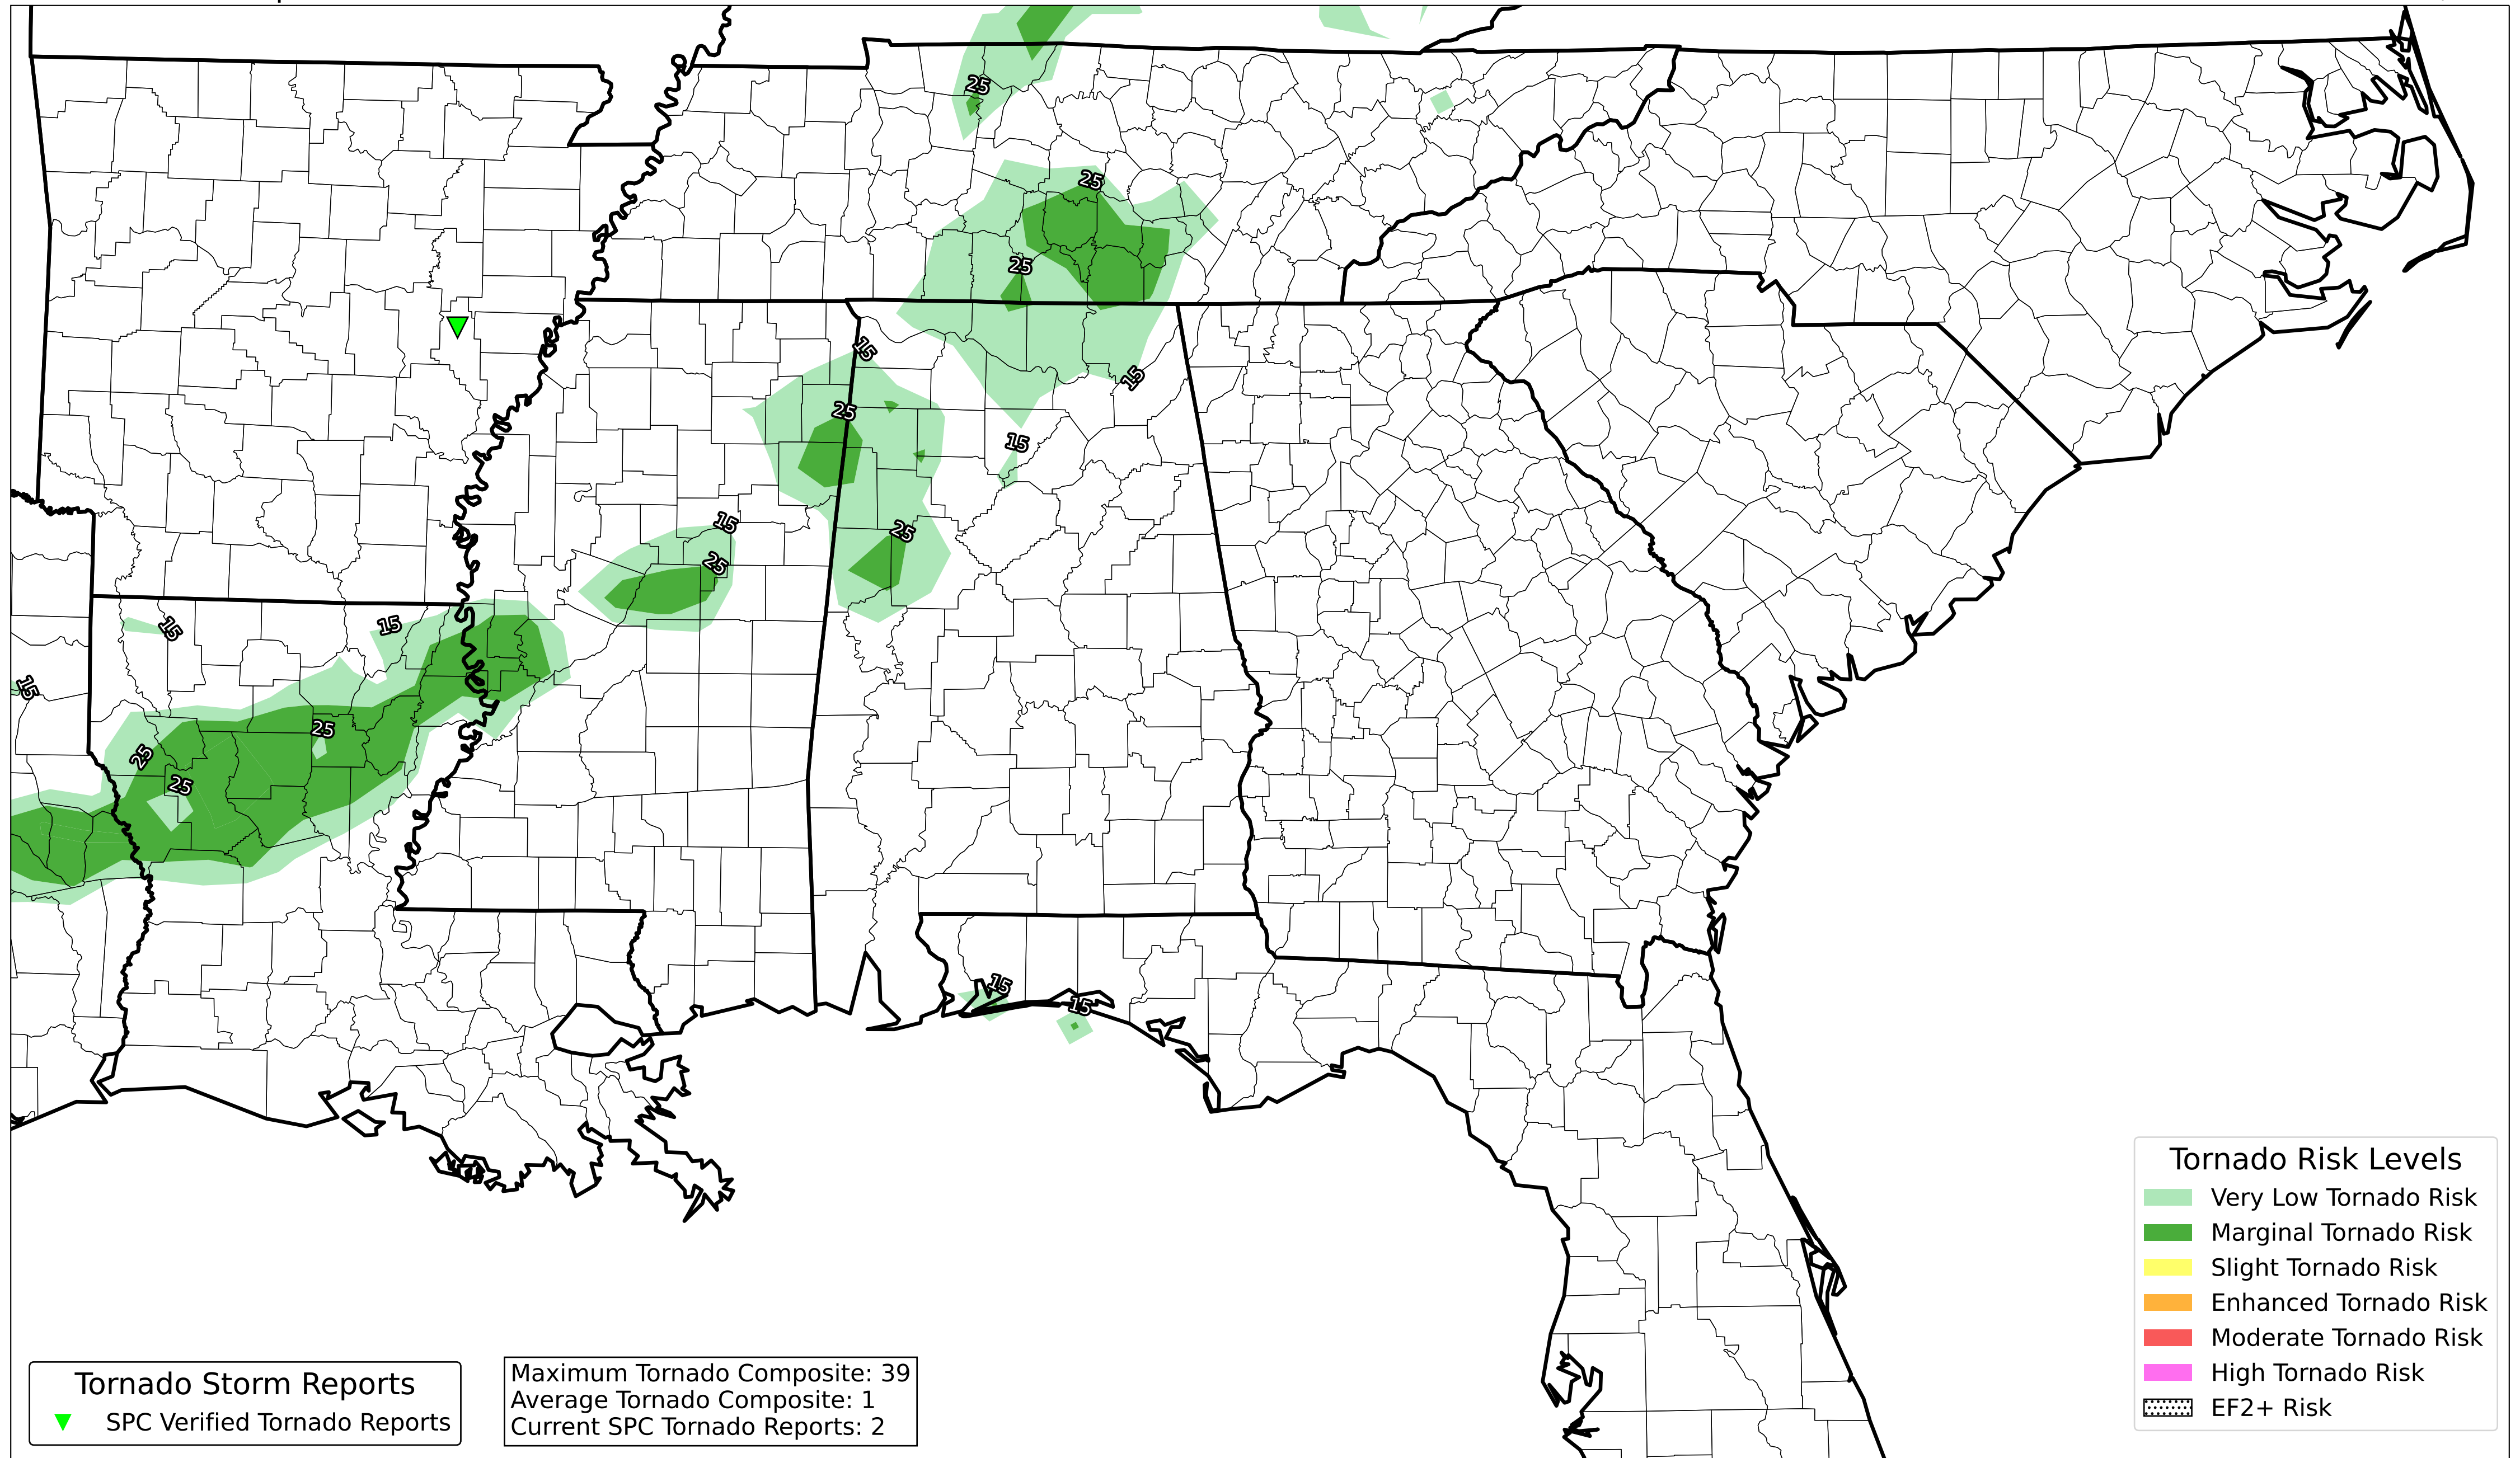 25
25
25
15
25
15
15
15
25
25
15
15
15
15
25
25
25
15
15
Tornado Risk Levels
Very Low Tornado Risk
Marginal Tornado Risk
Slight Tornado Risk
Enhanced Tornado Risk
Moderate Tornado Risk
High Tornado Risk
EF2+ Risk
Tornado Storm Reports
SPC Verified Tornado Reports
Maximum Tornado Composite: 39
Average Tornado Composite: 1
Current SPC Tornado Reports: 2